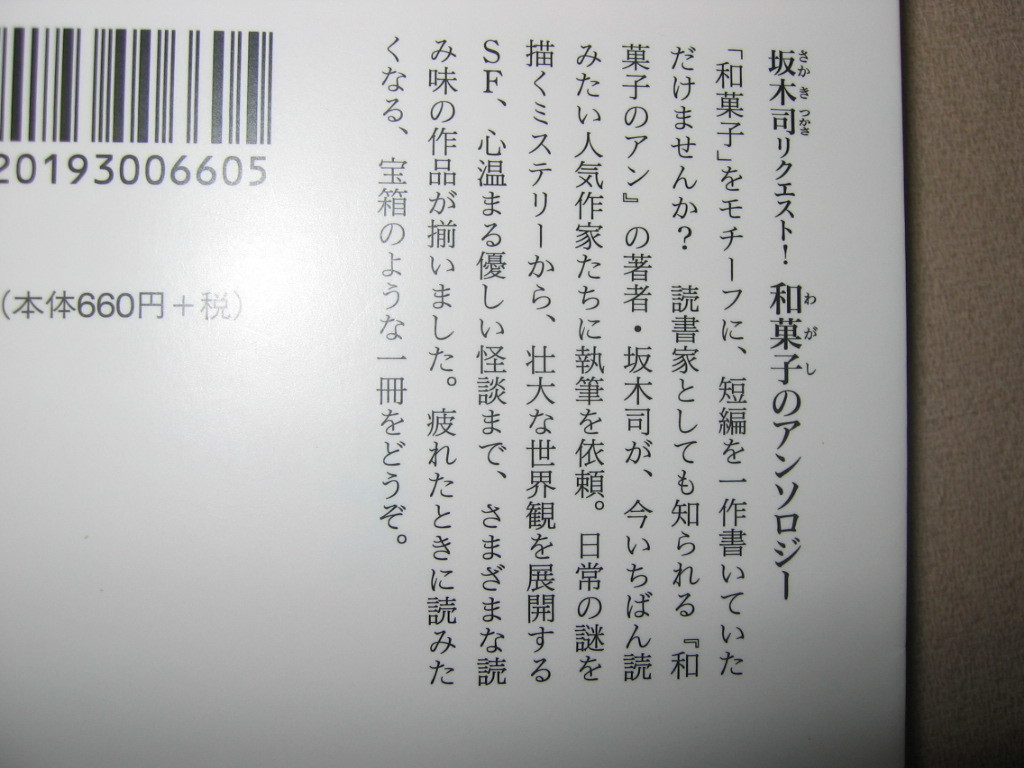 坂木司リクエスト！ 和菓子のアンソロジー
さかきつかさ
わがし
「和菓子」をモチーフに、短編を一作書いていた
だけませんか？　読書家としても知られる『和
菓子のアン』の著者・坂木司が、今いちばん読
みたい人気作家たちに執筆を依頼。日常の謎を
描くミステリーから、壮大な世界観を展開する
ＳＦ、心温まる優しい怪談まで、さまざまな読
み味の作品が揃いました。疲れたときに読みた
くなる、宝箱のような一冊をどうぞ。
20193006605
（本体660円＋税）